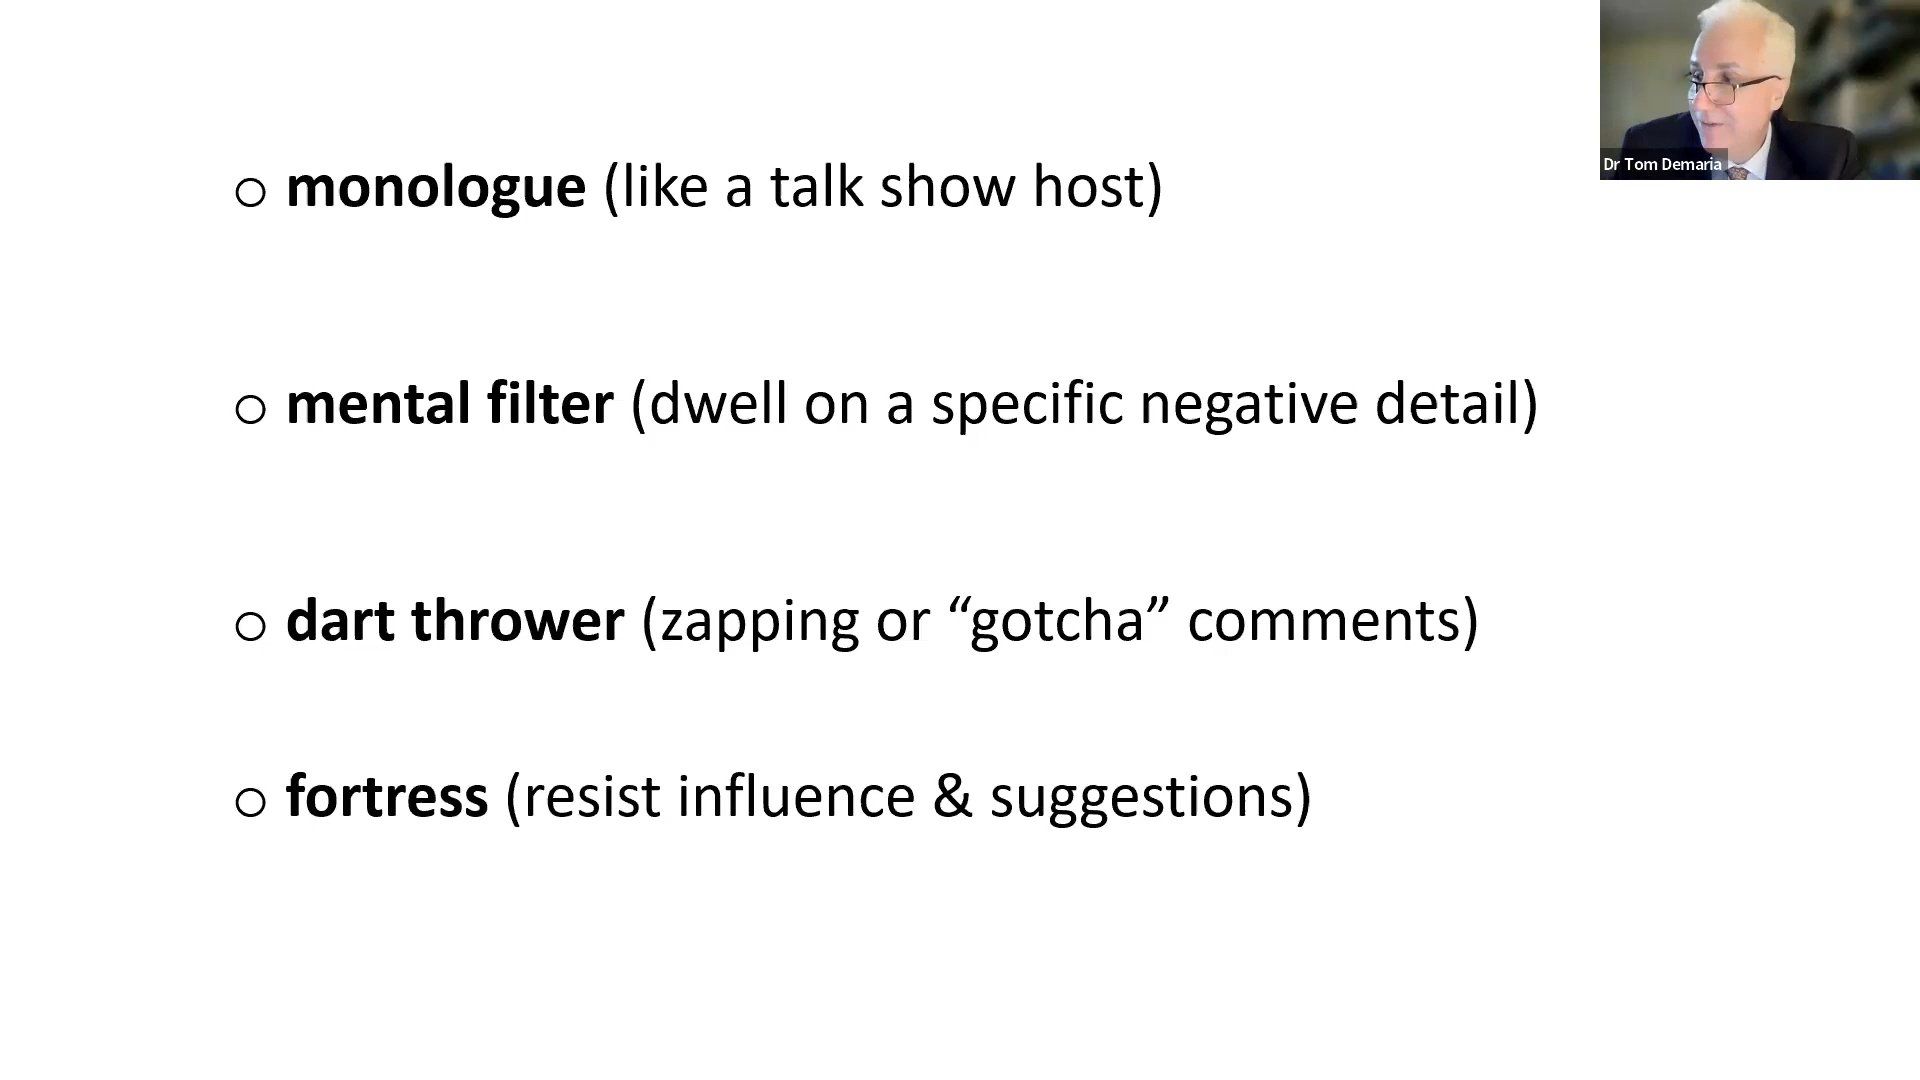 o monologue (like a talk show host)
Dr Tom Demaria
o mental filter (dwell on a specific negative detail)
o dart thrower (zapping or “gotcha” comments)
o fortress (resist influence & suggestions)